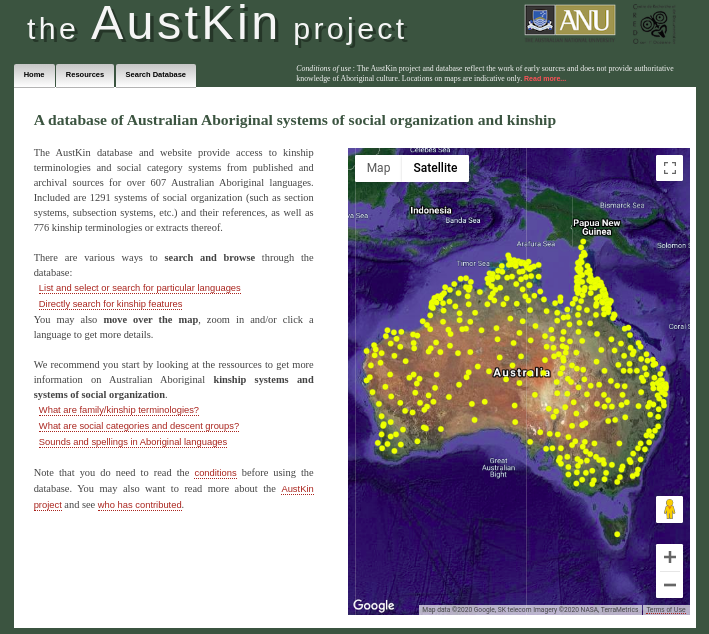 the AustKin project
ANU
Home
Resources
Search Database
Conditions of use : The AustKin project and database reflect the work of early sources and does not provide authoritative
knowledge of Aboriginal culture. Locations on maps are indicative only. Read more...
A database of Australian Aboriginal systems of social organization and kinship
The AustKin database and website provide access to kinship
terminologies and social category systems from published and
archival sources for over 607 Australian Aboriginal languages.
Included are 1291 systems of social organization (such as section
systems, subsection systems, etc.) and their references, as well as
776 kinship terminologies or extracts thereof.
There are various ways to search and browse through the
database:
List and select or search for particular languages
Directly search for kinship features
You may also move over the map, zoom in and/or click a
language to get more details.
We recommend you start by looking at the ressources to get more
information on Australian Aboriginal kinship systems and
systems of social organization.
What are family/kinship terminologies?
What are social categories and descent groups?
Sounds and spellings in Aboriginal languages
Note that you do need to read the conditions before using the
database. You may also want to read more about the AustKin
project and see who has contributed.
Celebes Sea
Map
Satellite
Bismarck Sea
Indonesia
va Sea
Banda Sea
Papua New
Guinea
Arafura Sea
Solomon S
Timor Sea
Coral S
Australia
Great
Australian
Bight
+
−
Google
Map data ©2020 Google, SK telecom Imagery ©2020 NASA, TerraMetrics
Terms of Use